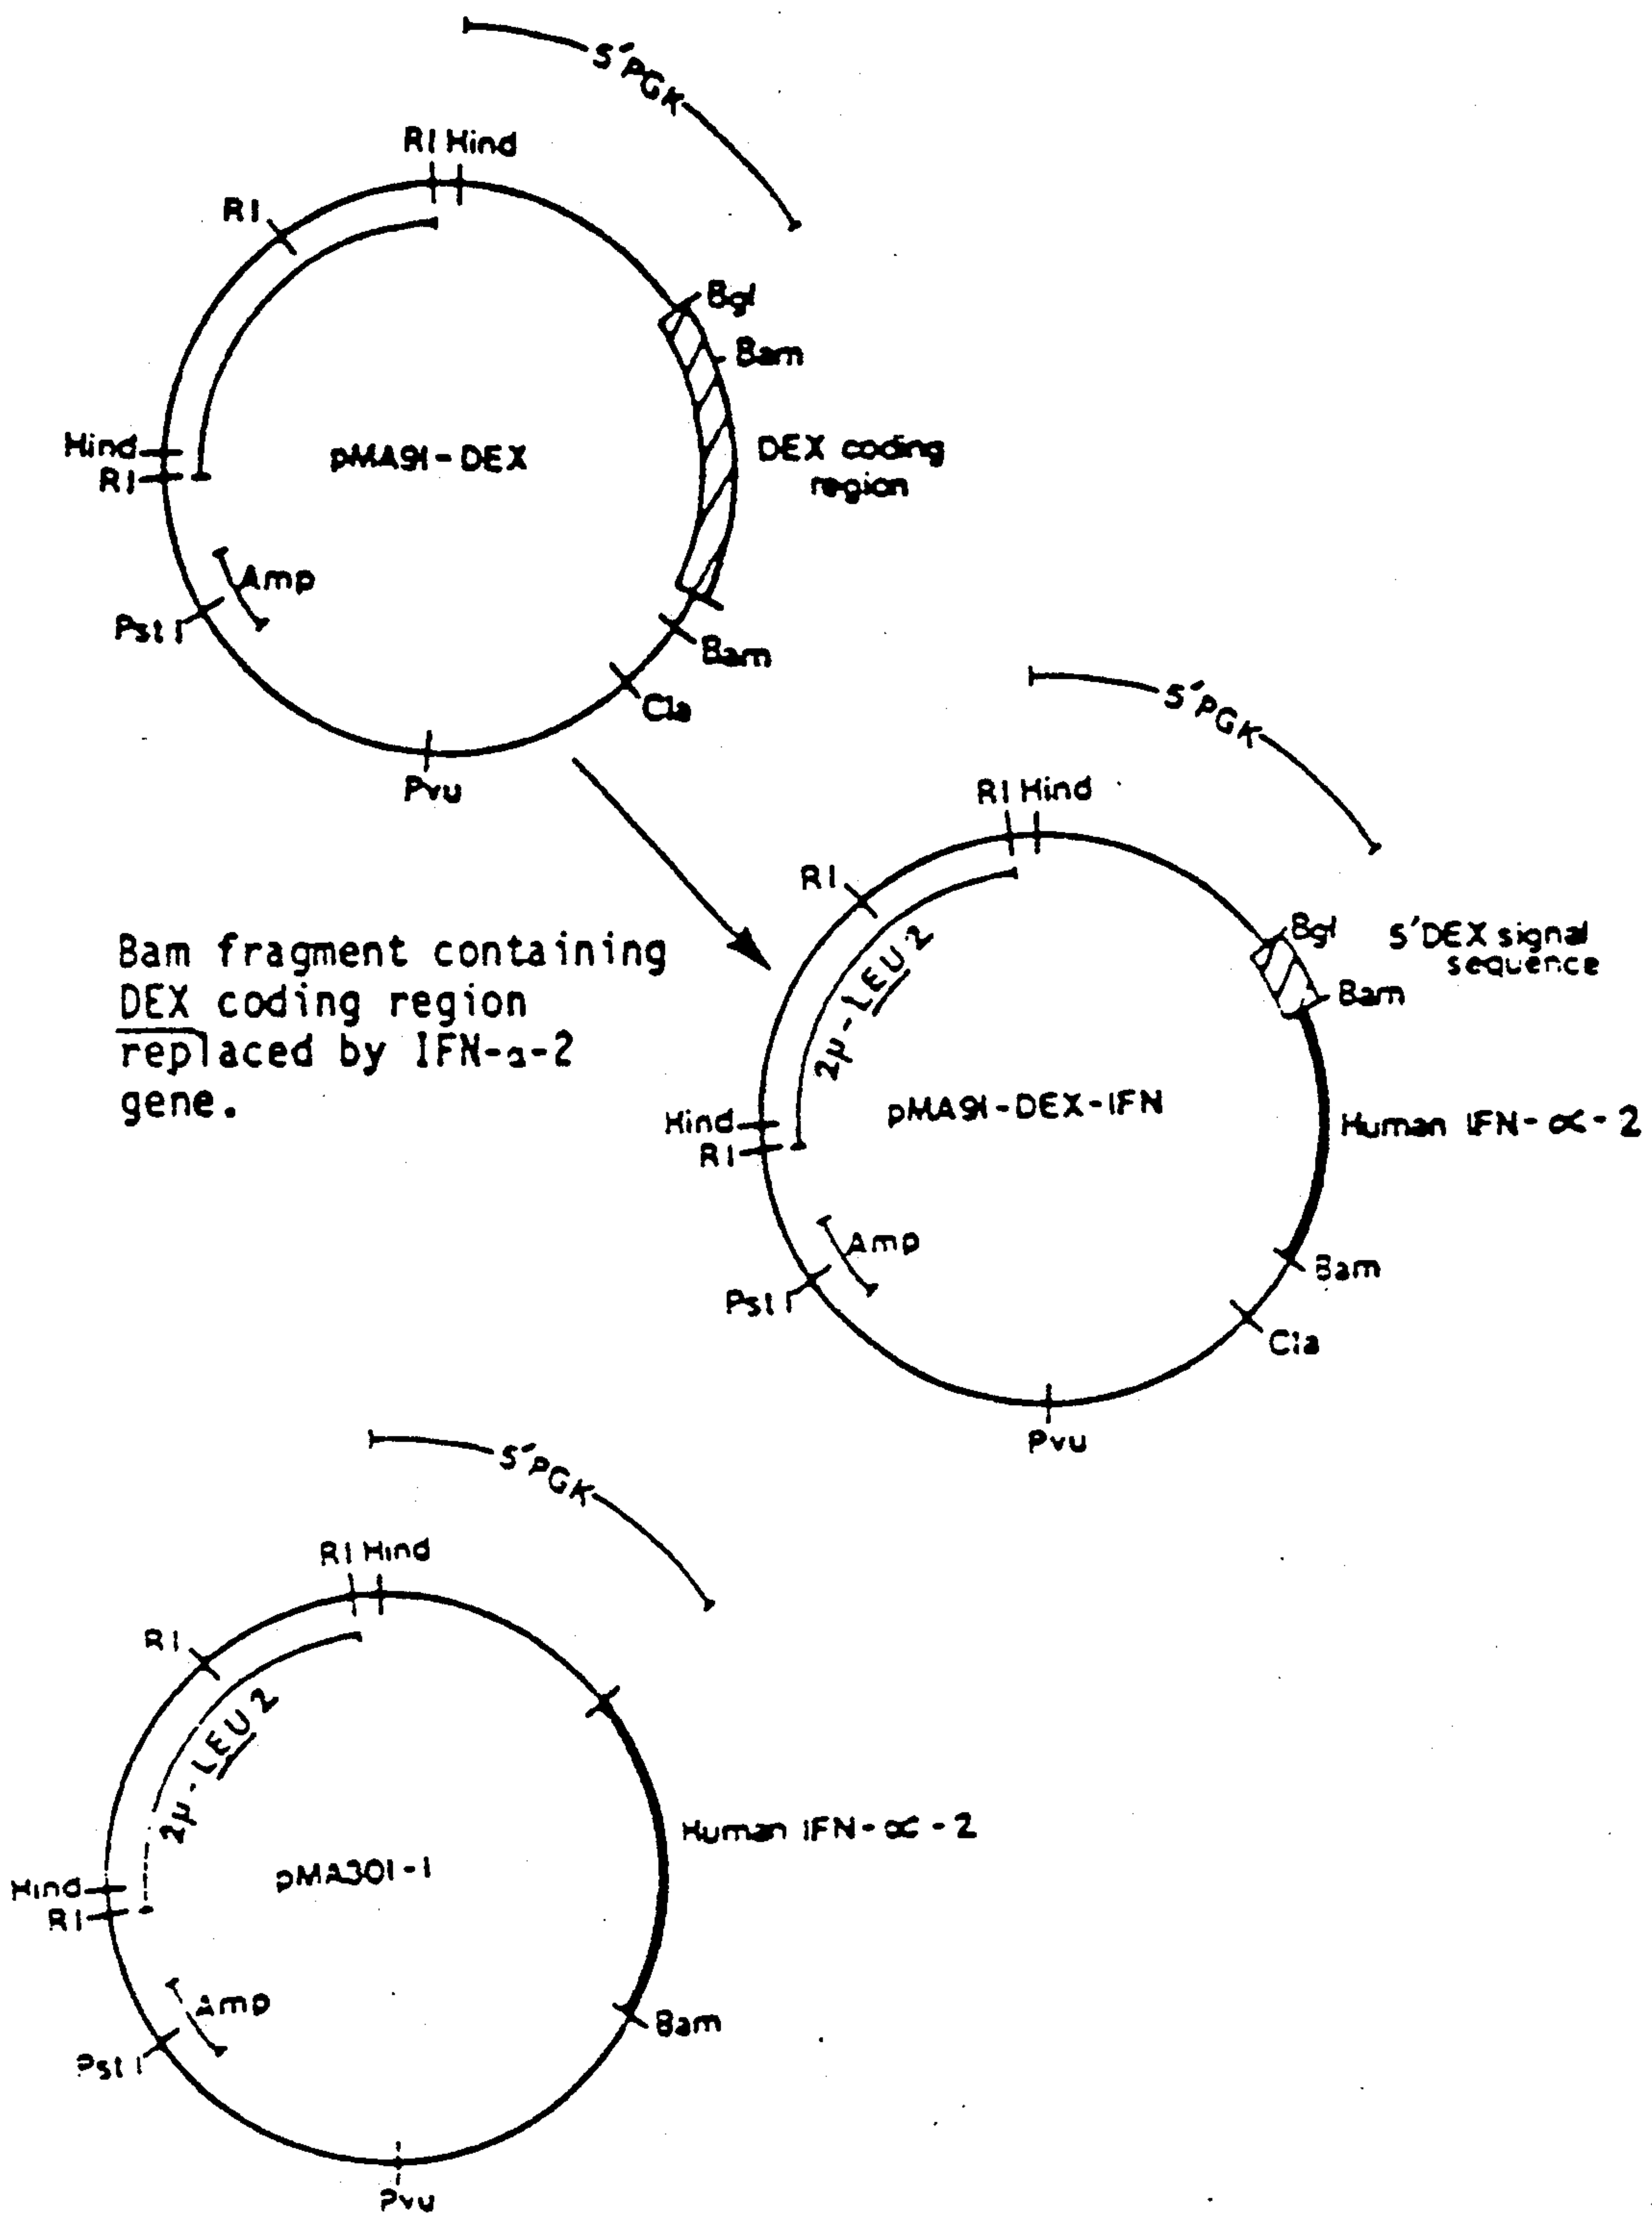 5´PGK
RI Hind
RI
Bgl
Bam
Hind
RI
pMA91-DEX
DEX coding
region
Amp
Pst I
Bam
Cla
Pvu
Bam fragment containing
DEX coding region
replaced by IFN-α-2
gene.
5´PGK
RI Hind
RI
Bgl
5´DEX signal
sequence
Bam
2μ-LEU2
pMA91-DEX-IFN
Hind
RI
Human IFN-α-2
Amp
Pst I
Bam
Cla
Pvu
5´PGK
RI Hind
RI
2μ-LEU2
Human IFN-α-2
pMA301-1
Hind
RI
Amp
Pst I
Bam
Pvu